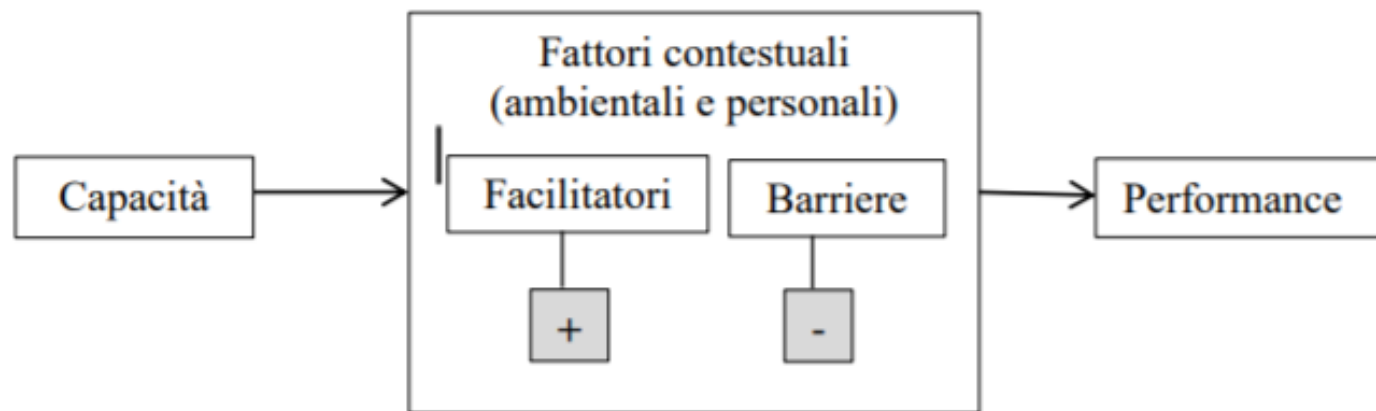 Fattori contestuali
(ambientali e personali)
Capacità
Facilitatori
Barriere
Performance
+
-